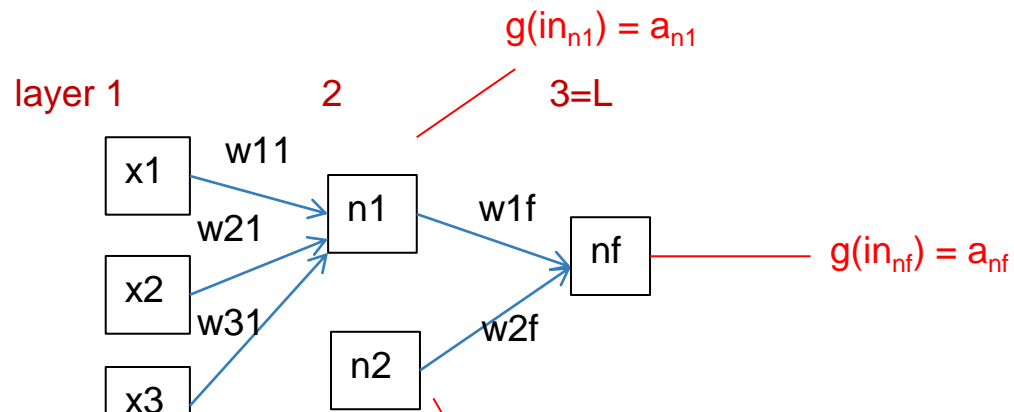 g(in_n1) = a_n1
layer 1 2 3=L
x1
w11
n1
w1f
w21
nf
g(in_nf) = a_nf
x2
w31
w2f
n2
x3